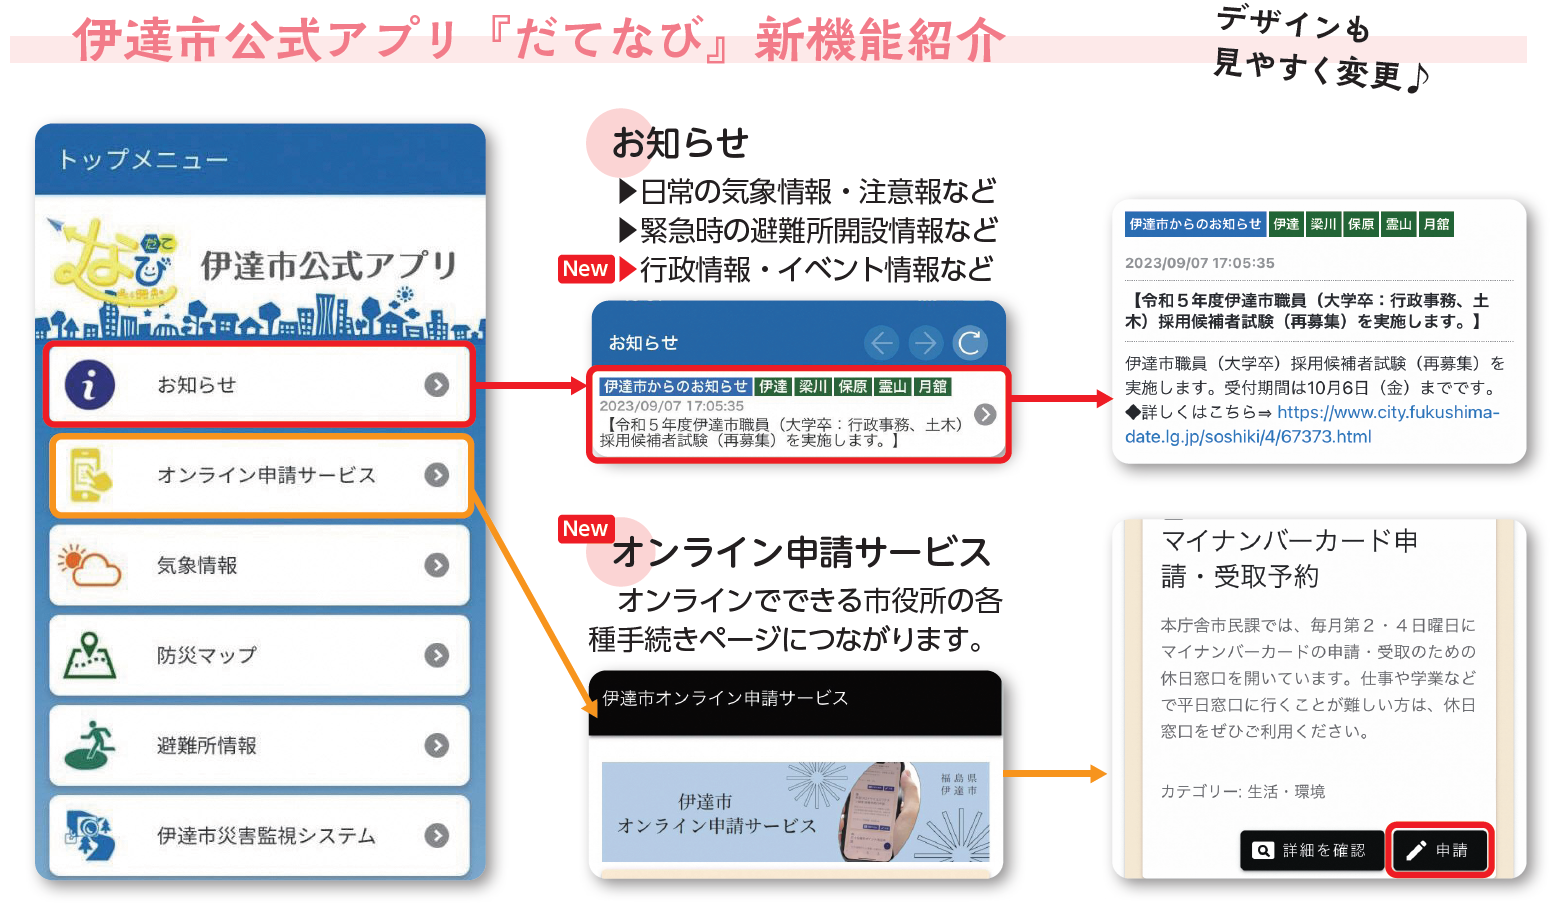 伊達市公式アプリ『だてなび』新機能紹介
デザインも
見やすく変更♪
トップメニュー
だて
なび
伊達市公式アプリ
お知らせ
オンライン申請サービス
気象情報
防災マップ
避難所情報
伊達市災害監視システム
お知らせ
▶日常の気象情報・注意報など
▶緊急時の避難所開設情報など
New ▶行政情報・イベント情報など
お知らせ
伊達市からのお知らせ 伊達 梁川 保原 霊山 月舘
2023/09/07 17:05:35
【令和５年度伊達市職員（大学卒：行政事務、土木）
採用候補者試験（再募集）を実施します。】
伊達市からのお知らせ 伊達 梁川 保原 霊山 月舘
2023/09/07 17:05:35
【令和５年度伊達市職員（大学卒：行政事務、土
木）採用候補者試験（再募集）を実施します。】
伊達市職員（大学卒）採用候補者試験（再募集）を
実施します。受付期間は10月6日（金）までです。
◆詳しくはこちら⇒ https://www.city.fukushima-
date.lg.jp/soshiki/4/67373.html
New
オンライン申請サービス
オンラインでできる市役所の各
種手続きページにつながります。
伊達市オンライン申請サービス
伊達市
オンライン申請サービス
福島県
伊達市
マイナンバーカード申
請・受取予約
本庁舎市民課では、毎月第２・４日曜日に
マイナンバーカードの申請・受取のための
休日窓口を開いています。仕事や学業など
で平日窓口に行くことが難しい方は、休日
窓口をぜひご利用ください。
カテゴリー: 生活・環境
詳細を確認
申請